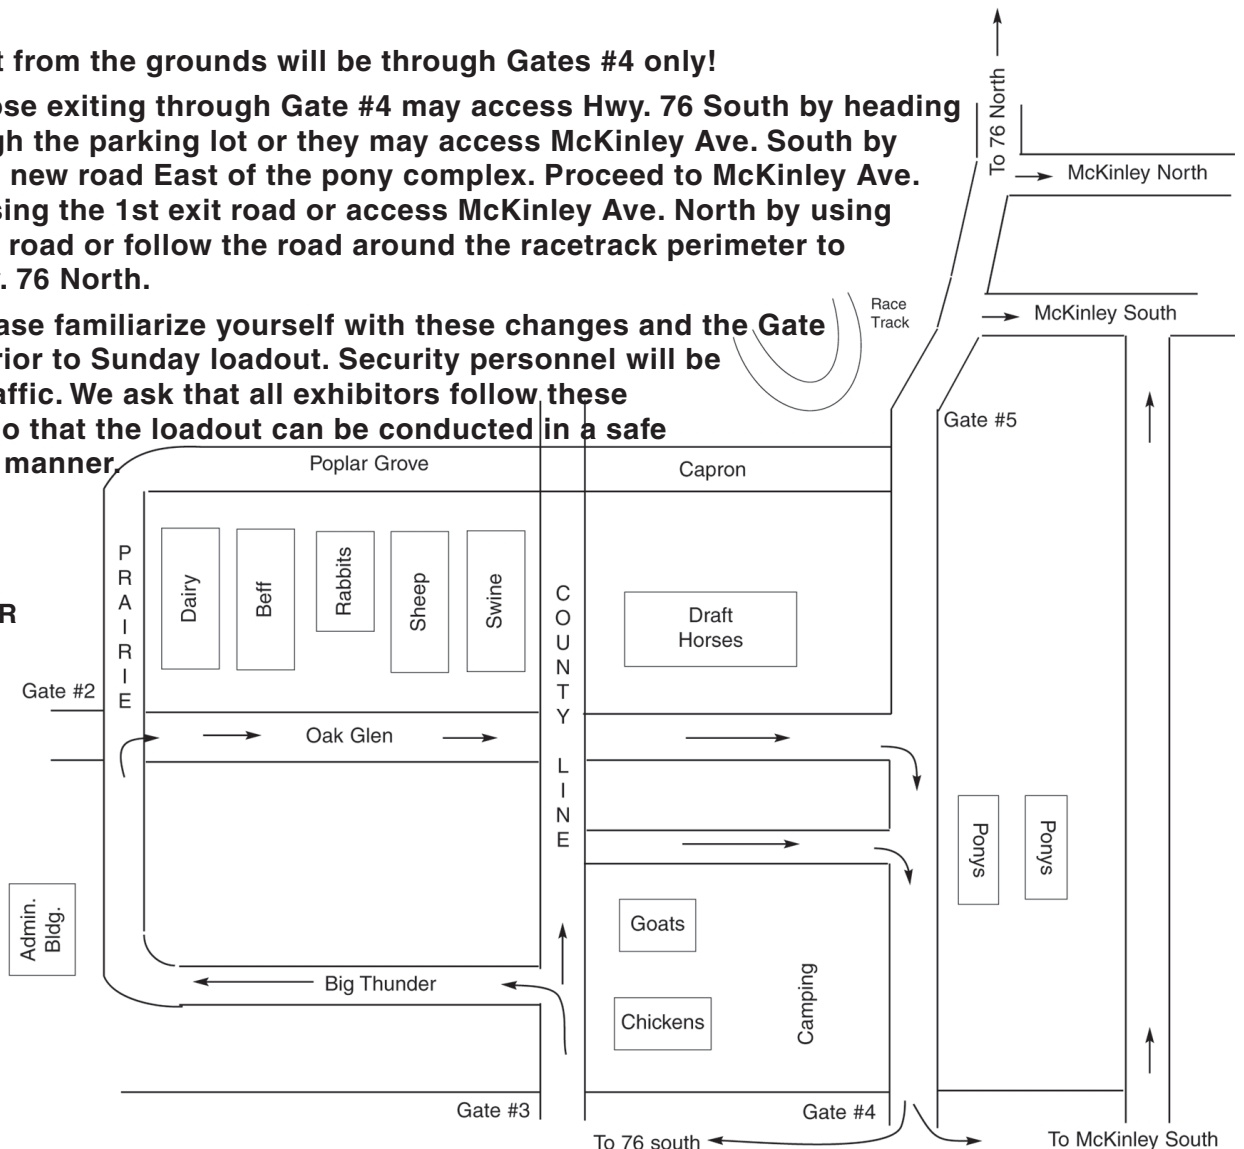 t from the grounds will be through Gates #4 only!
ose exiting through Gate #4 may access Hwy. 76 South by heading
gh the parking lot or they may access McKinley Ave. South by
new road East of the pony complex. Proceed to McKinley Ave.
sing the 1st exit road or access McKinley Ave. North by using
road or follow the road around the racetrack perimeter to
. 76 North.
ase familiarize yourself with these changes and the Gate
rior to Sunday loadout. Security personnel will be
affic. We ask that all exhibitors follow these
o that the loadout can be conducted in a safe
manner.
To 76 North
McKinley North
McKinley South
Race
Track
Gate #5
Poplar Grove
Capron
PRAIRIE
Dairy
Beff
Rabbits
Sheep
Swine
COUNTY LINE
Draft
Horses
R
Gate #2
Oak Glen
Ponys
Ponys
Admin.
Bldg.
Goats
Big Thunder
Chickens
Camping
Gate #3
Gate #4
To 76 south
To McKinley South